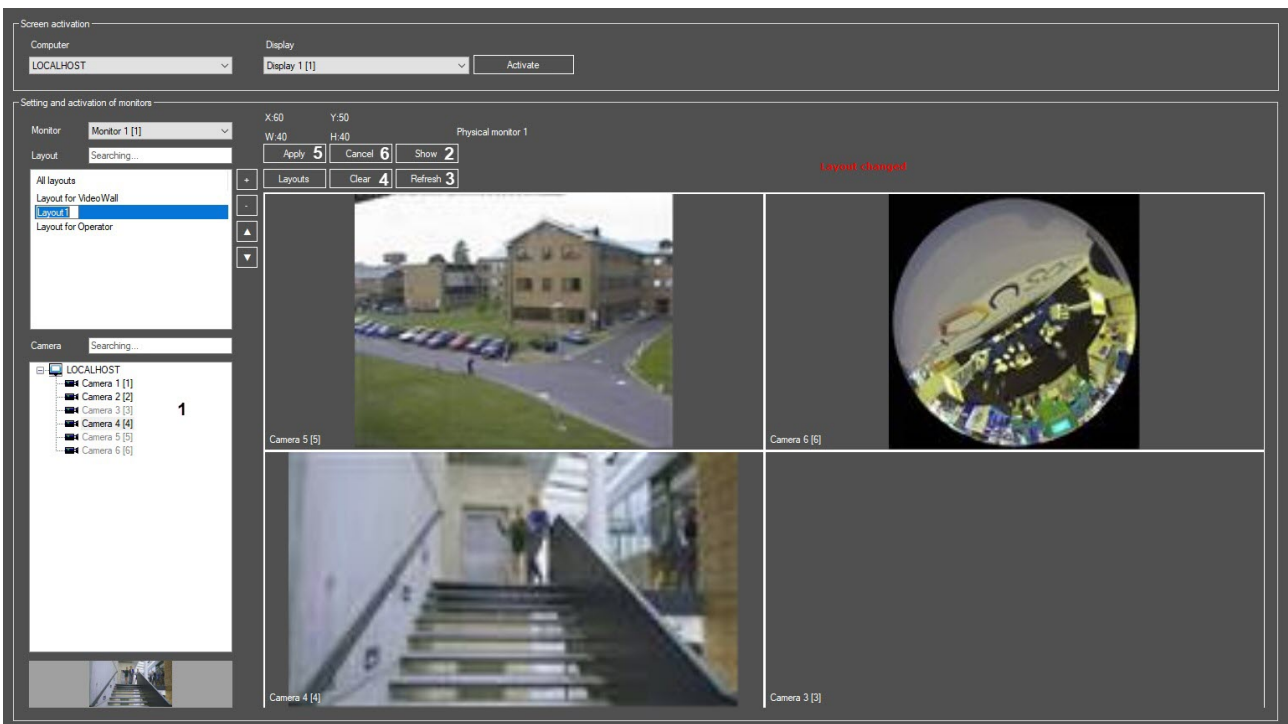 Screen activation
Computer
Display
LOCALHOST
Display 1 [1]
Activate
Setting and activation of monitors
X:60 Y:50
Monitor
Monitor 1 [1]
W:40 H:40
Physical monitor 1
Layout
Searching...
Apply 5
Cancel 6
Show 2
Layout changed
Layouts
Clear 4
Refresh 3
All layouts
Layout for VideoWall
Layout1
Layout for Operator
+
-
▲
▼
Camera
Searching...
LOCALHOST
Camera 1 [1]
Camera 2 [2]
Camera 3 [3]
Camera 4 [4]
Camera 5 [5]
Camera 6 [6]
1
Camera 5 [5]
Camera 6 [6]
Camera 4 [4]
Camera 3 [3]